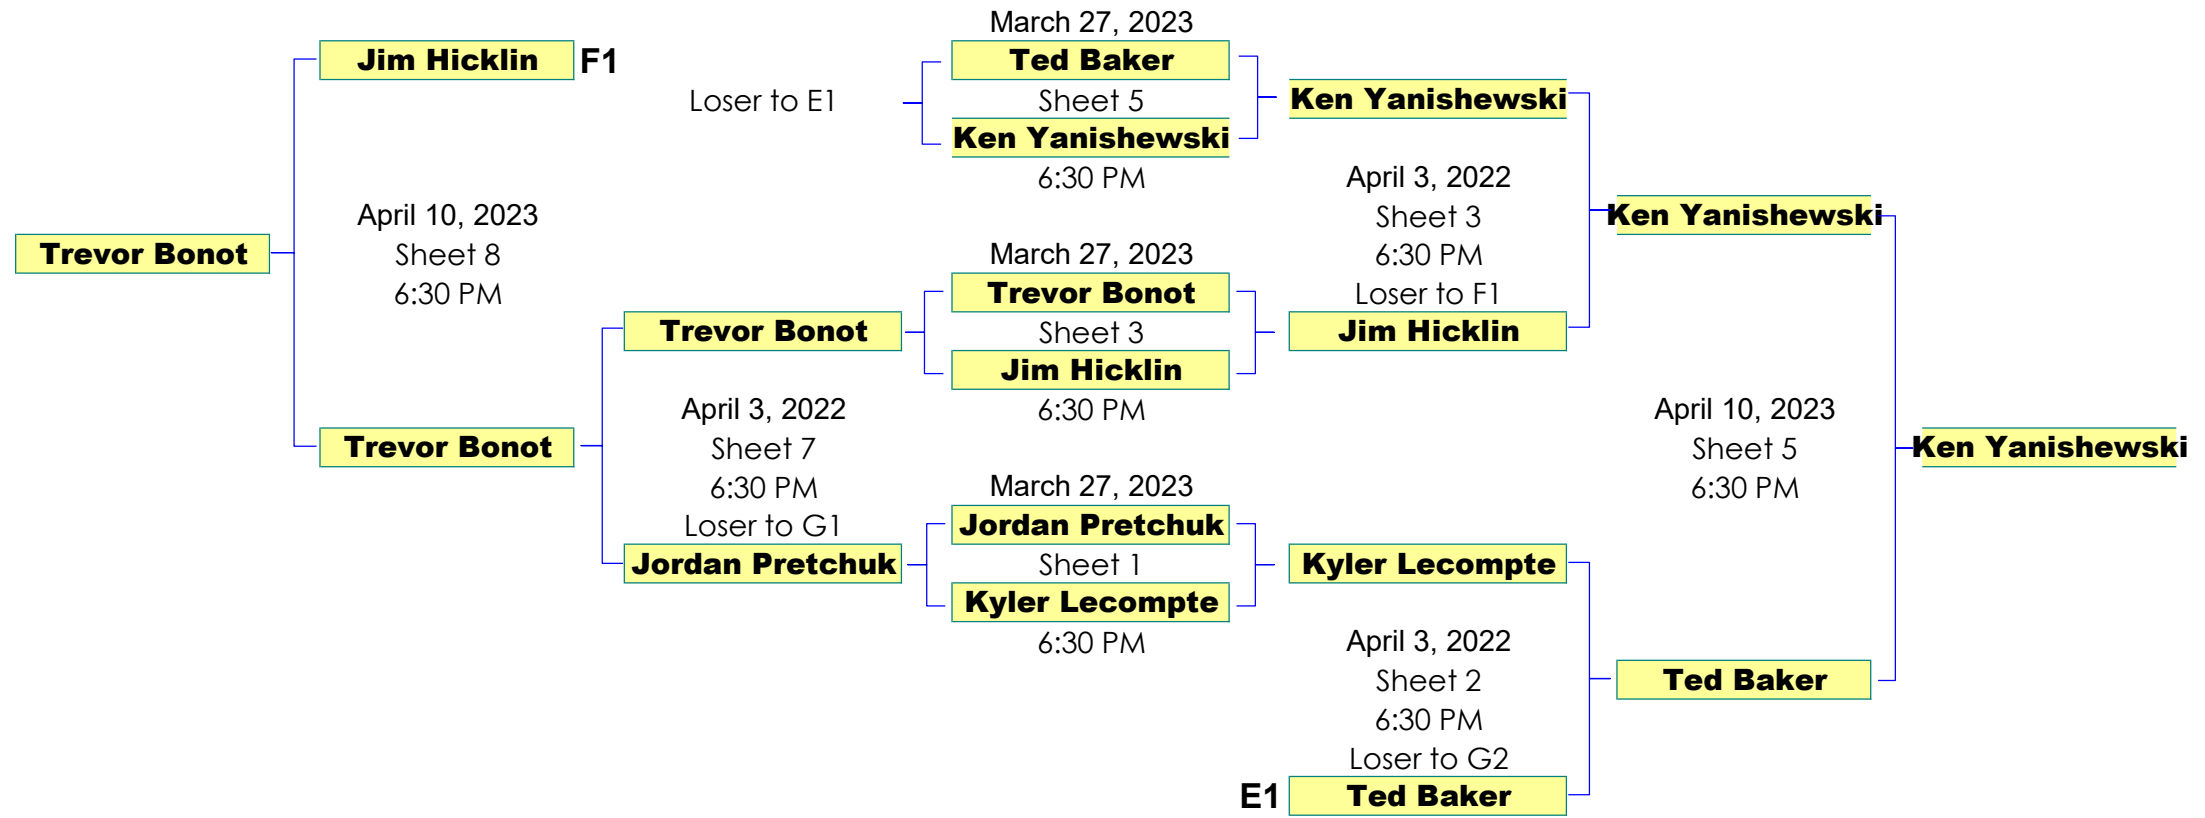 March 27, 2023
Jim Hicklin F1 Ted Baker
Loser to E1 Sheet 5 Ken Yanishewski
Ken Yanishewski
6:30 PM April 3, 2022
April 10, 2023 Sheet 3 Ken Yanishewski
Trevor Bonot Sheet 8 March 27, 2023 6:30 PM
6:30 PM Trevor Bonot Loser to F1
Trevor Bonot Sheet 3 Jim Hicklin
Jim Hicklin
April 3, 2022 6:30 PM April 10, 2023
Trevor Bonot Sheet 7 Sheet 5 Ken Yanishewski
6:30 PM March 27, 2023 6:30 PM
Loser to G1 Jordan Pretchuk
Jordan Pretchuk Sheet 1 Kyler Lecompte
Kyler Lecompte
6:30 PM April 3, 2022
Sheet 2 Ted Baker
6:30 PM
Loser to G2
E1 Ted Baker